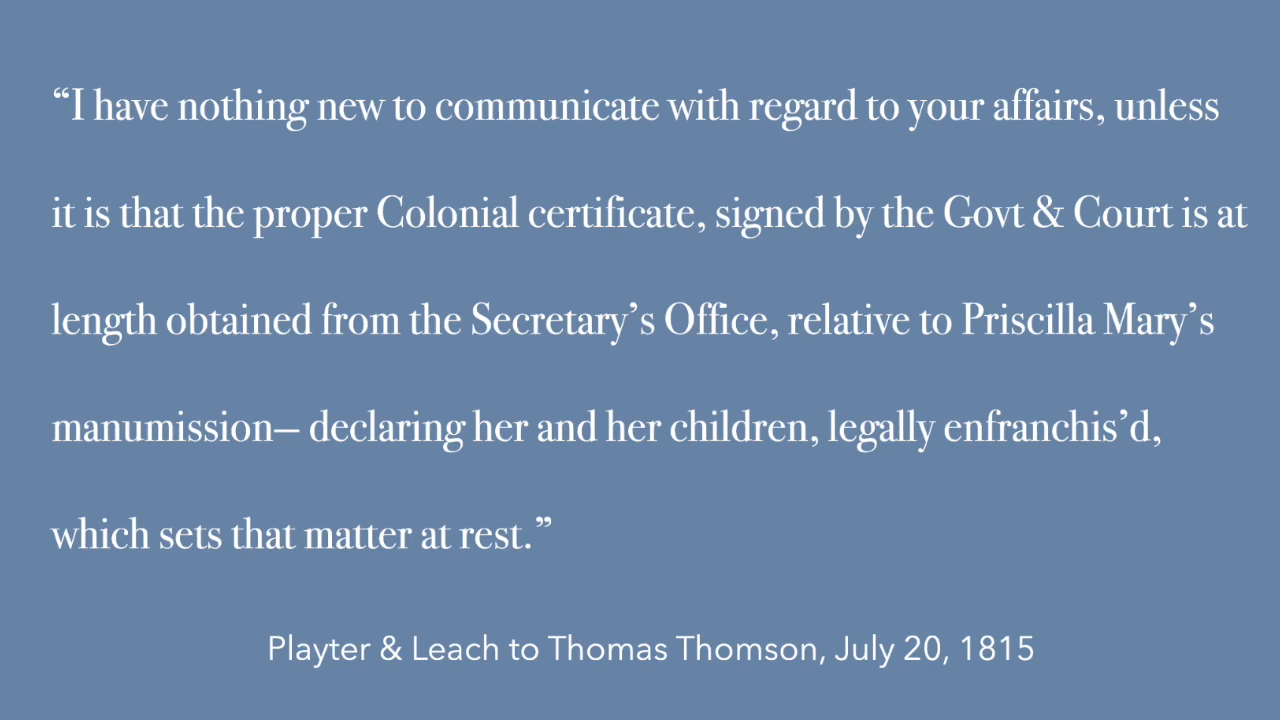 “I have nothing new to communicate with regard to your affairs, unless
it is that the proper Colonial certificate, signed by the Govt & Court is at
length obtained from the Secretary’s Office, relative to Priscilla Mary’s
manumission— declaring her and her children, legally enfranchis’d,
which sets that matter at rest.”
Playter & Leach to Thomas Thomson, July 20, 1815